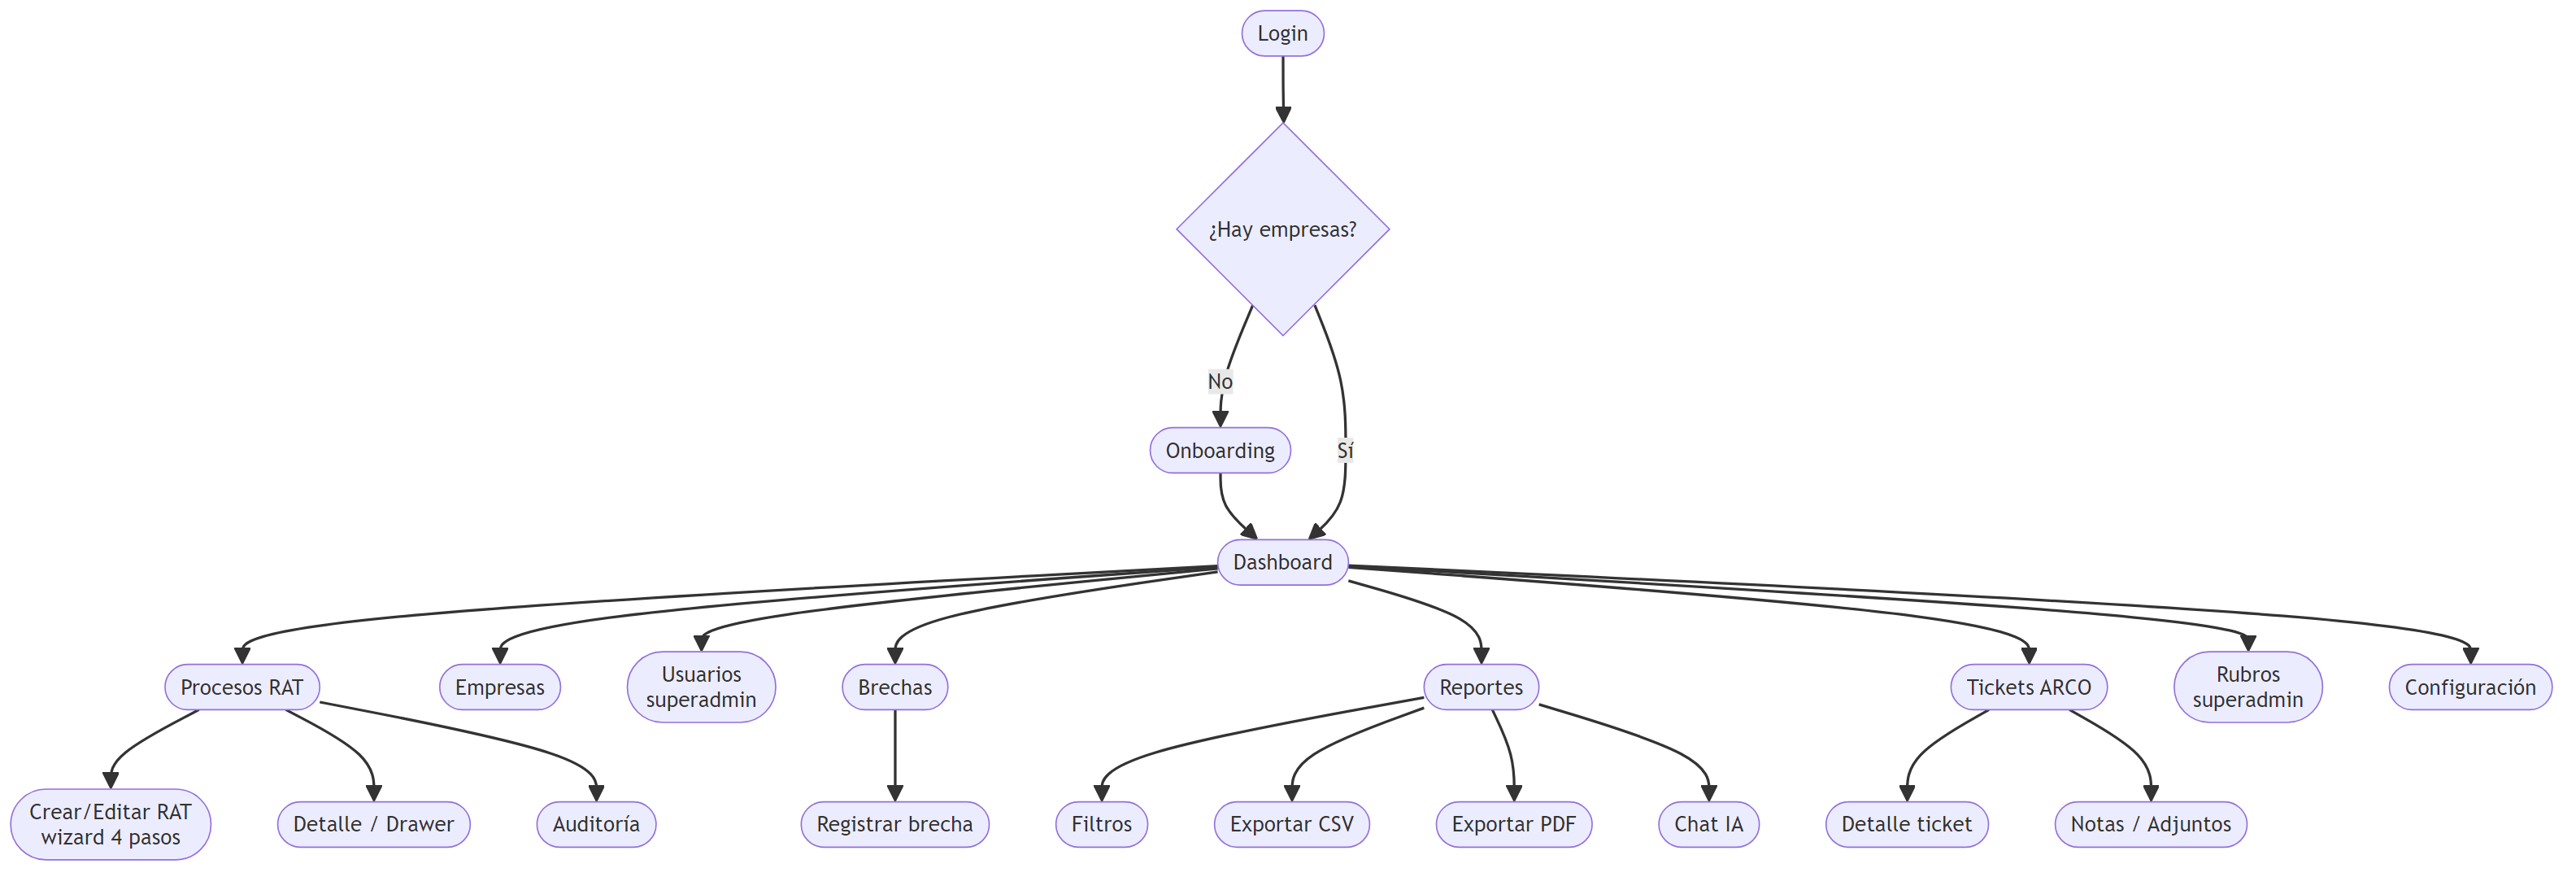 Login
¿Hay empresas?
No
Onboarding
Sí
Dashboard
Procesos RAT
Empresas
Usuarios
superadmin
Brechas
Reportes
Tickets ARCO
Rubros
superadmin
Configuración
Crear/Editar RAT
wizard 4 pasos
Detalle / Drawer
Auditoría
Registrar brecha
Filtros
Exportar CSV
Exportar PDF
Chat IA
Detalle ticket
Notas / Adjuntos